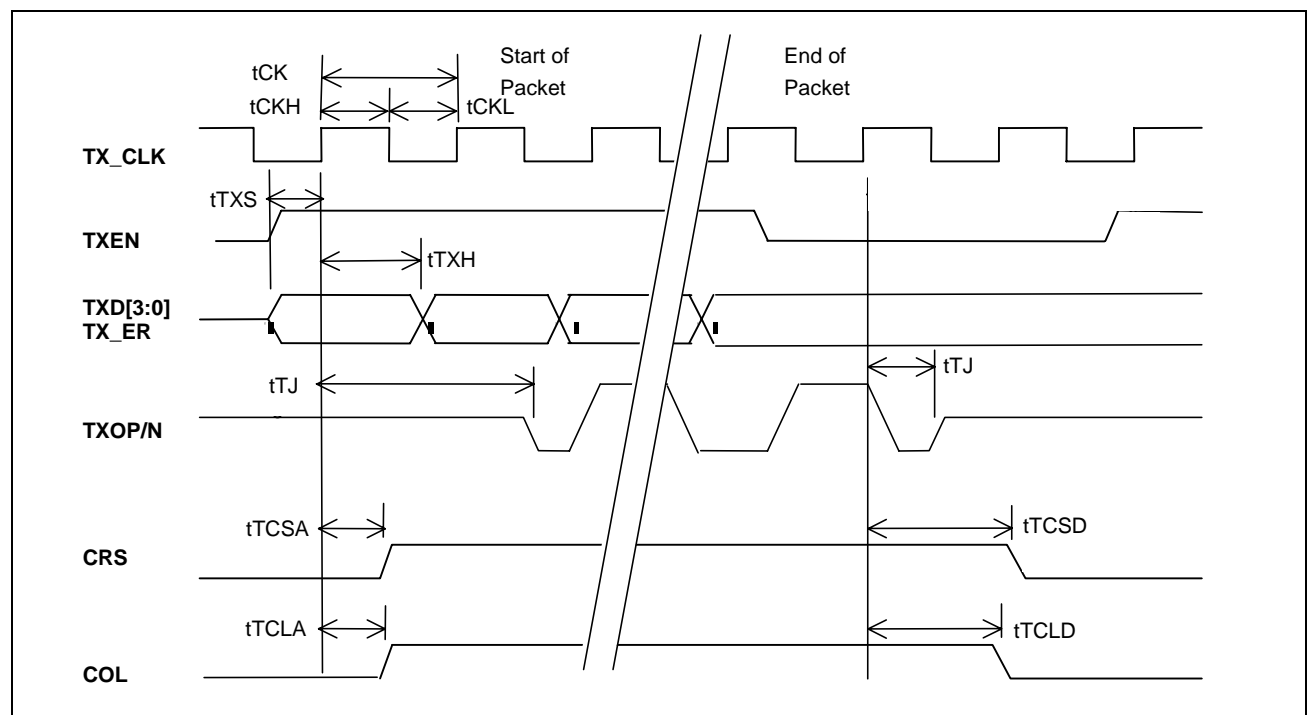 Start of
Packet
End of
Packet
tCK
tCKH
tCKL
TX_CLK
tTXS
TXEN
tTXH
TXD[3:0]
TX_ER
tTJ
tTJ
TXOP/N
tTCSA
tTCSD
CRS
tTCLA
tTCLD
COL